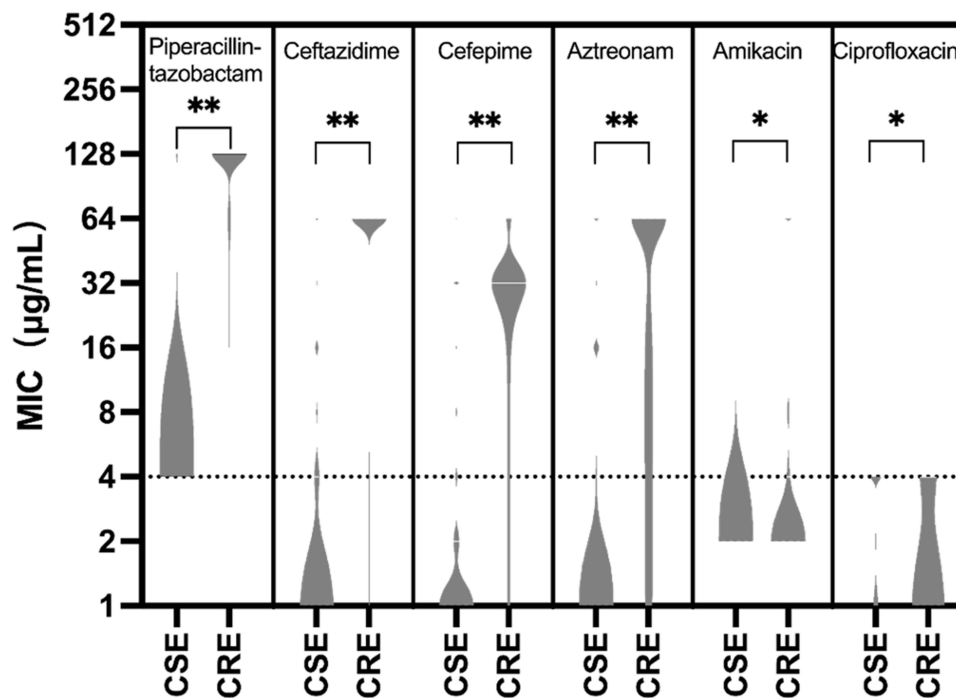 512
256
128
64
32
16
8
4
2
1
MIC (μg/mL)
Piperacillin-
tazobactam
Ceftazidime
Cefepime
Aztreonam
Amikacin
Ciprofloxacin
**
**
**
**
*
*
CSE
CRE
CSE
CRE
CSE
CRE
CSE
CRE
CSE
CRE
CSE
CRE